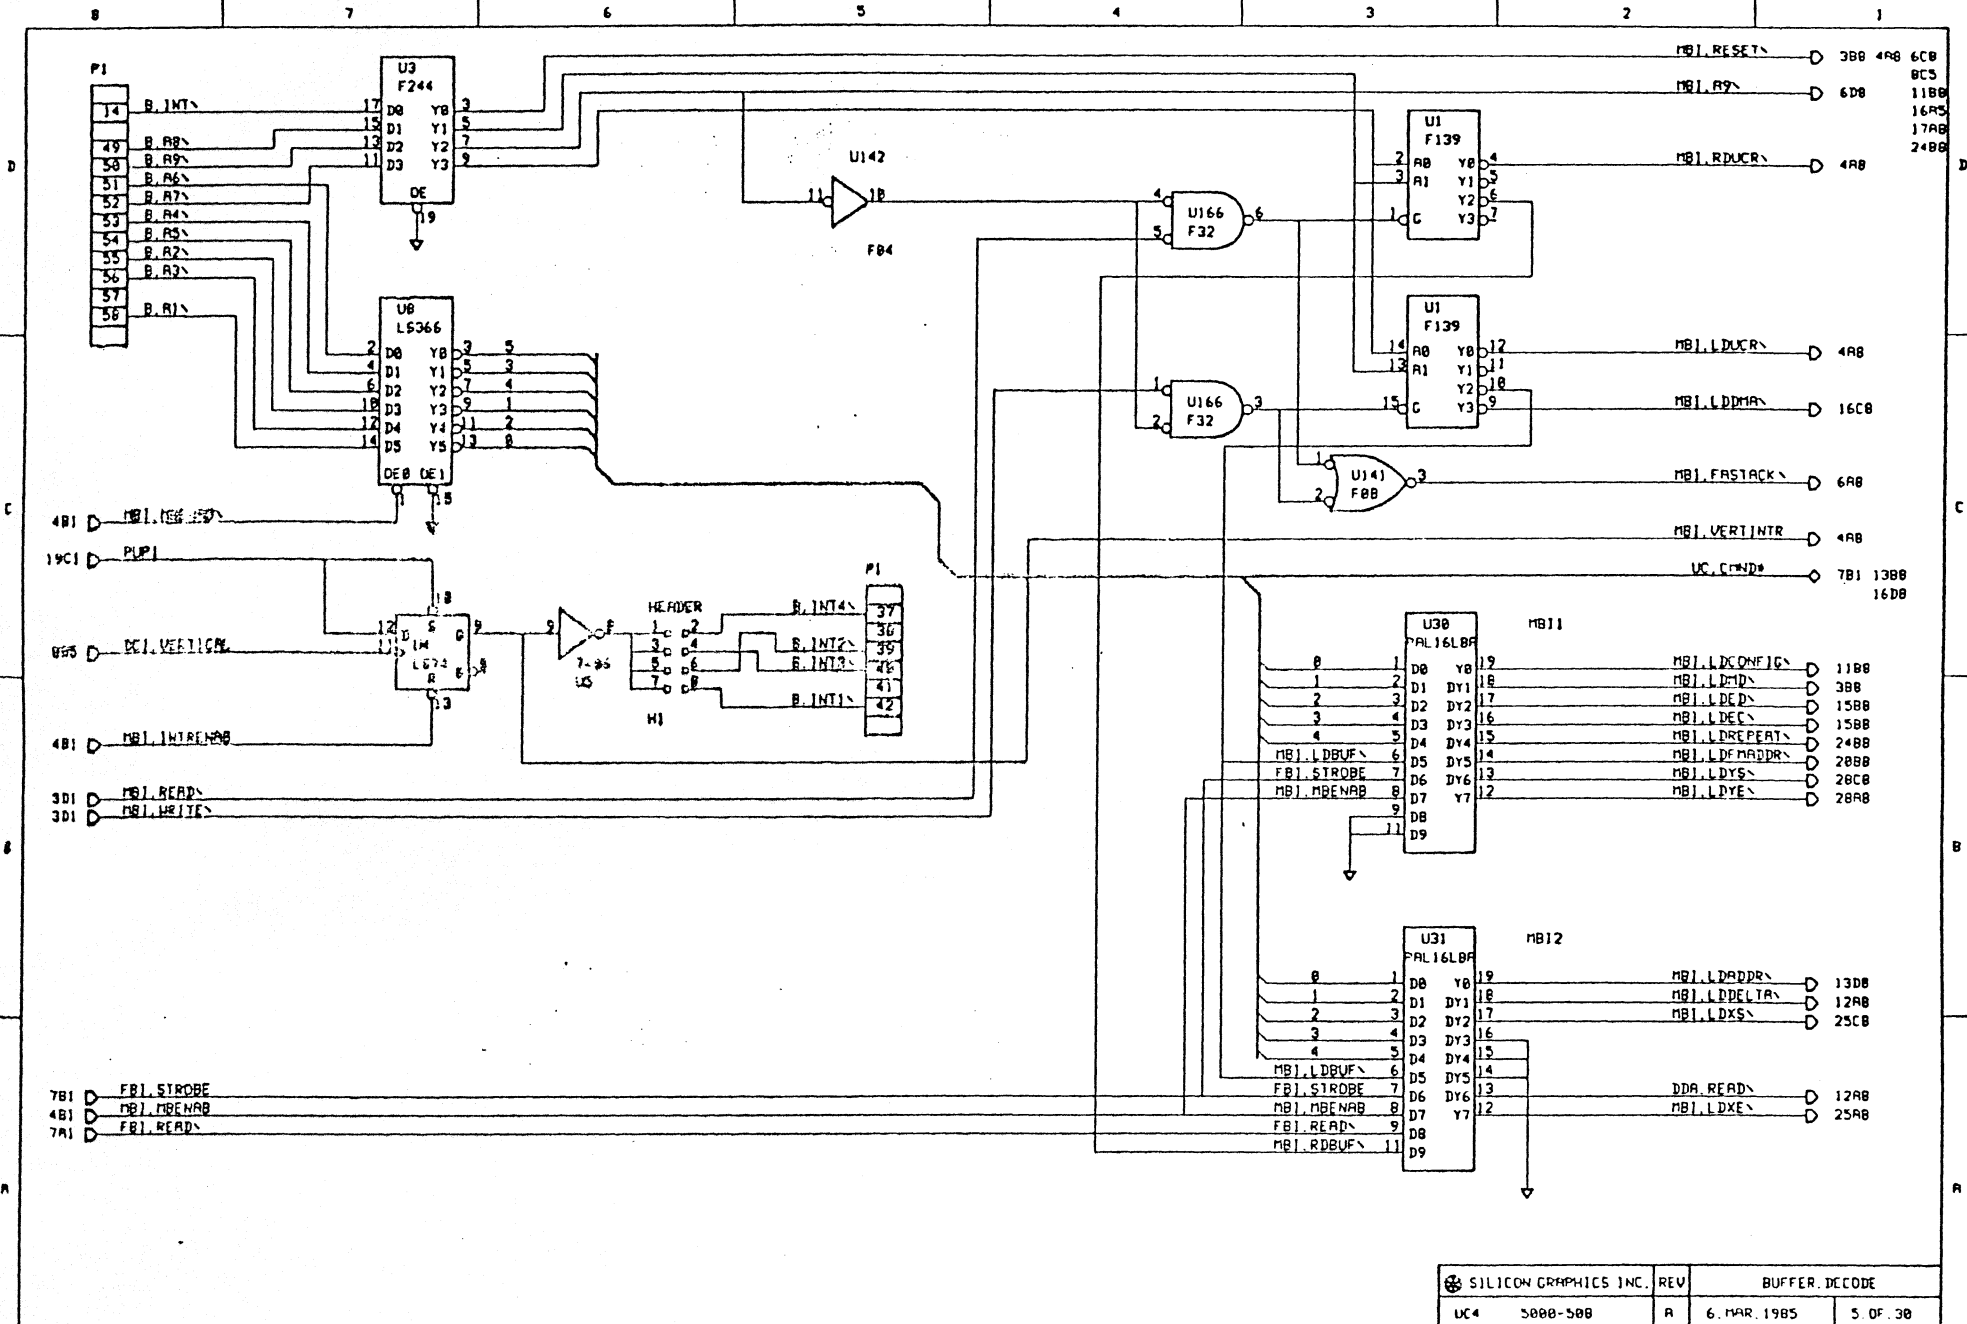 8 7 6 5 4 3 2 1
P1
14 B.INT\
49 B.A8\
50 B.A9\
51 B.A6\
52 B.A7\
53 B.A4\
54 B.A5\
55 B.A2\
56 B.A3\
57
58 B.A1\
U3
F244
17 D0 Y0 3
15 D1 Y1 5
13 D2 Y2 7
11 D3 Y3 9
OE
19
U8
LS366
2 D0 Y0 3 5
4 D1 Y1 5 3
6 D2 Y2 7 4
10 D3 Y3 9 1
12 D4 Y4 11 2
14 D5 Y5 13 0
OE0 OE1
1 15
U142
11 10
F04
4
5
U166
F32
6
1
2
U166
F32
3
U1
F139
2 A0 Y0 4
3 A1 Y1 5
Y2 6
1 G Y3 7
U1
F139
14 A0 Y0 12
13 A1 Y1 11
Y2 10
15 G Y3 9
1
2
U141
F08
3
MBI.RESET\ 3B8 4A8 6C8
8C5
11B8
16A5
17A8
24B8
MBI.A9\ 6D8
MBI.RDUCR\ 4A8
MBI.LDUCR\ 4A8
MBI.LDDMA\ 16C8
MBI.FASTACK\ 6A8
MBI.VERTINTR 4A8
UC.CMND# 7B1 13B8
16D8
4B1
19C1 PUP1
DCI.VERTICAL
4B1 MBI.INTRENAB
3D1 MBI.READ\
3D1 MBI.WRITE\
10
12 D S Q 9
11
LS74
R
13
9 8
U5
HEADER
1 2
3 4
5 6
7 8
H1
P1
B.INT4\ 37
38
B.INT2\ 39
B.INT3\ 40
41
B.INT1\ 42
U30
PAL16L8A
MBI1
0 1 D0 Y0 19 MBI.LDCONFIG\ 11B8
1 2 D1 DY1 18 MBI.LDMD\ 3B8
2 3 D2 DY2 17 MBI.LDED\ 15B8
3 4 D3 DY3 16 MBI.LDEC\ 15B8
4 5 D4 DY4 15 MBI.LDREPEAT\ 24B8
MBI.LDBUF\ 6 D5 DY5 14 MBI.LDFMADDR\ 20B8
FBI.STROBE 7 D6 DY6 13 MBI.LDYS\ 28C8
MBI.MBENAB 8 D7 Y7 12 MBI.LDYE\ 28A8
9 D8
11 D9
U31
PAL16L8A
MBI2
0 1 D0 Y0 19 MBI.LDADDR\ 13D8
1 2 D1 DY1 18 MBI.LDDELTA\ 12A8
2 3 D2 DY2 17 MBI.LDXS\ 25C8
3 4 D3 DY3 16
4 5 D4 DY4 15
MBI.LDBUF\ 6 D5 DY5 14
FBI.STROBE 7 D6 DY6 13 DDA.READ\ 12A8
MBI.MBENAB 8 D7 Y7 12 MBI.LDXE\ 25A8
FBI.READ\ 9 D8
MBI.RDBUF\ 11 D9
7B1 FBI.STROBE
4B1 MBI.MBENAB
7A1 FBI.READ\
D D
C C
B
A A
SILICON GRAPHICS INC. REV BUFFER.DECODE
UC4 5000-508 A 6.MAR.1985 5.OF.30